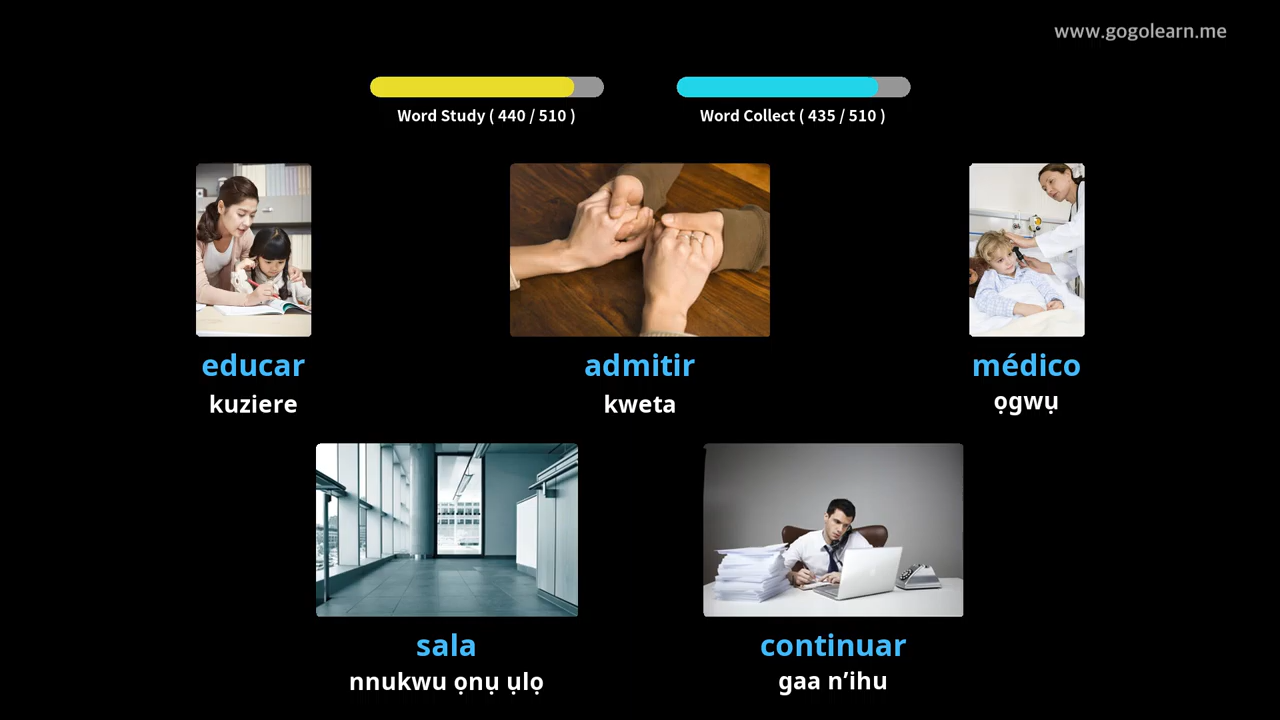 www.gogolearn.me
Word Study ( 440 / 510 )
Word Collect ( 435 / 510 )
educar
kuziere
admitir
kweta
médico
ọgwụ
sala
nnukwu ọnụ ụlọ
continuar
gaa n’ihu